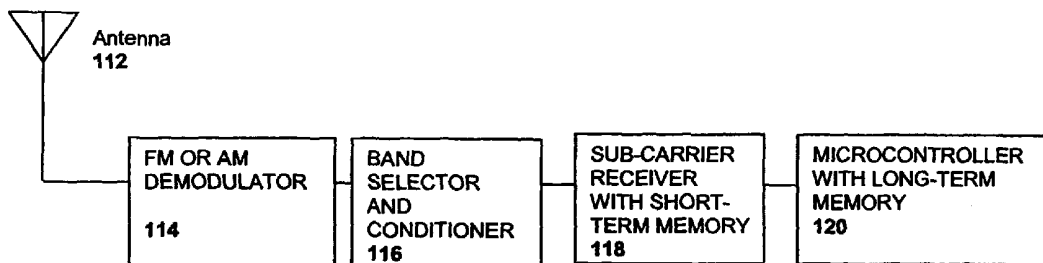 Antenna
112
FM OR AM
DEMODULATOR
114
BAND
SELECTOR
AND
CONDITIONER
116
SUB-CARRIER
RECEIVER
WITH SHORT-
TERM MEMORY
118
MICROCONTROLLER
WITH LONG-TERM
MEMORY
120